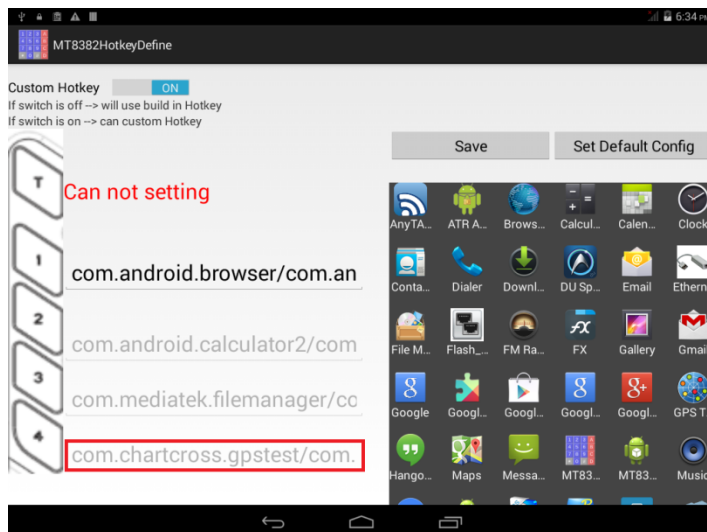 6:34 PM
MT8382HotkeyDefine
Custom Hotkey ON
If switch is off --> will use build in Hotkey
If switch is on --> can custom Hotkey
Save Set Default Config
T Can not setting
1 com.android.browser/com.an
2 com.android.calculator2/com
3 com.mediatek.filemanager/co
4 com.chartcross.gpstest/com.
AnyTA... ATR A... Brows... Calcul... Calen... Clock
Conta... Dialer Downl... DU Sp... Email Ethern
File M... Flash_... FM Ra... FX Gallery Gmai
Google Googl... Googl... Googl... Googl... GPS T
Hango... Maps Messa... MT83... MT83... Music